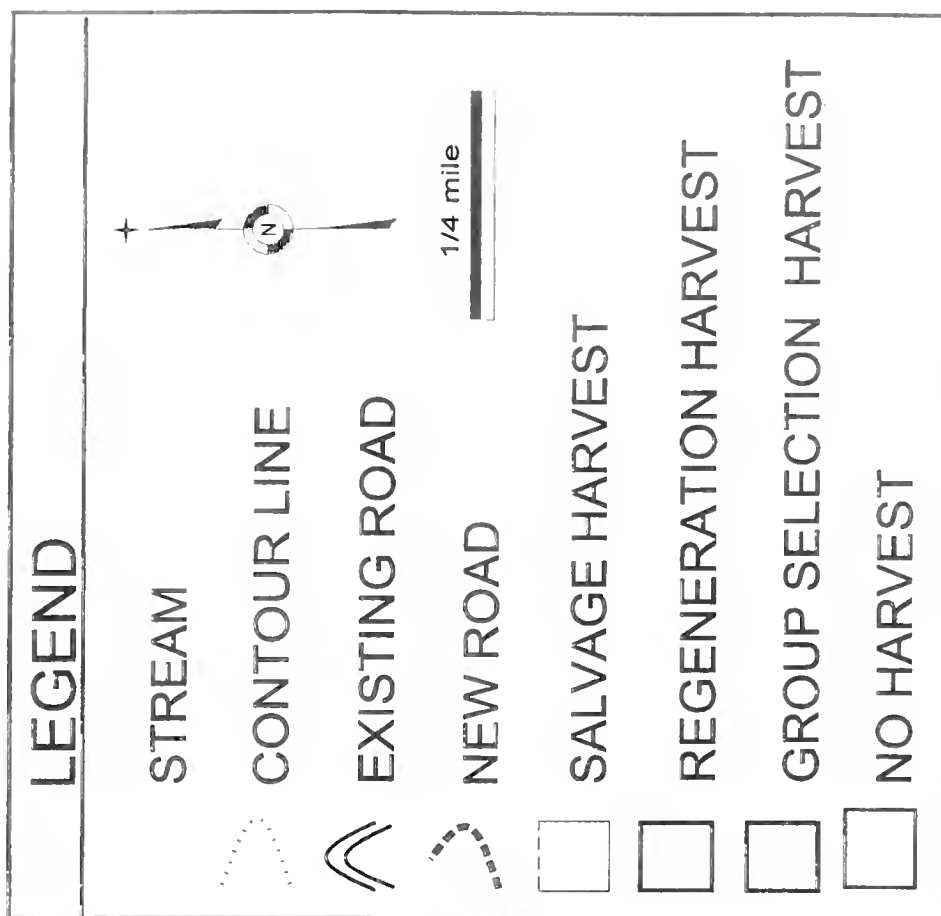 LEGEND
STREAM
CONTOUR LINE
EXISTING ROAD
NEW ROAD
N
1/4 mile
SALVAGE HARVEST
REGENERATION HARVEST
GROUP SELECTION HARVEST
NO HARVEST